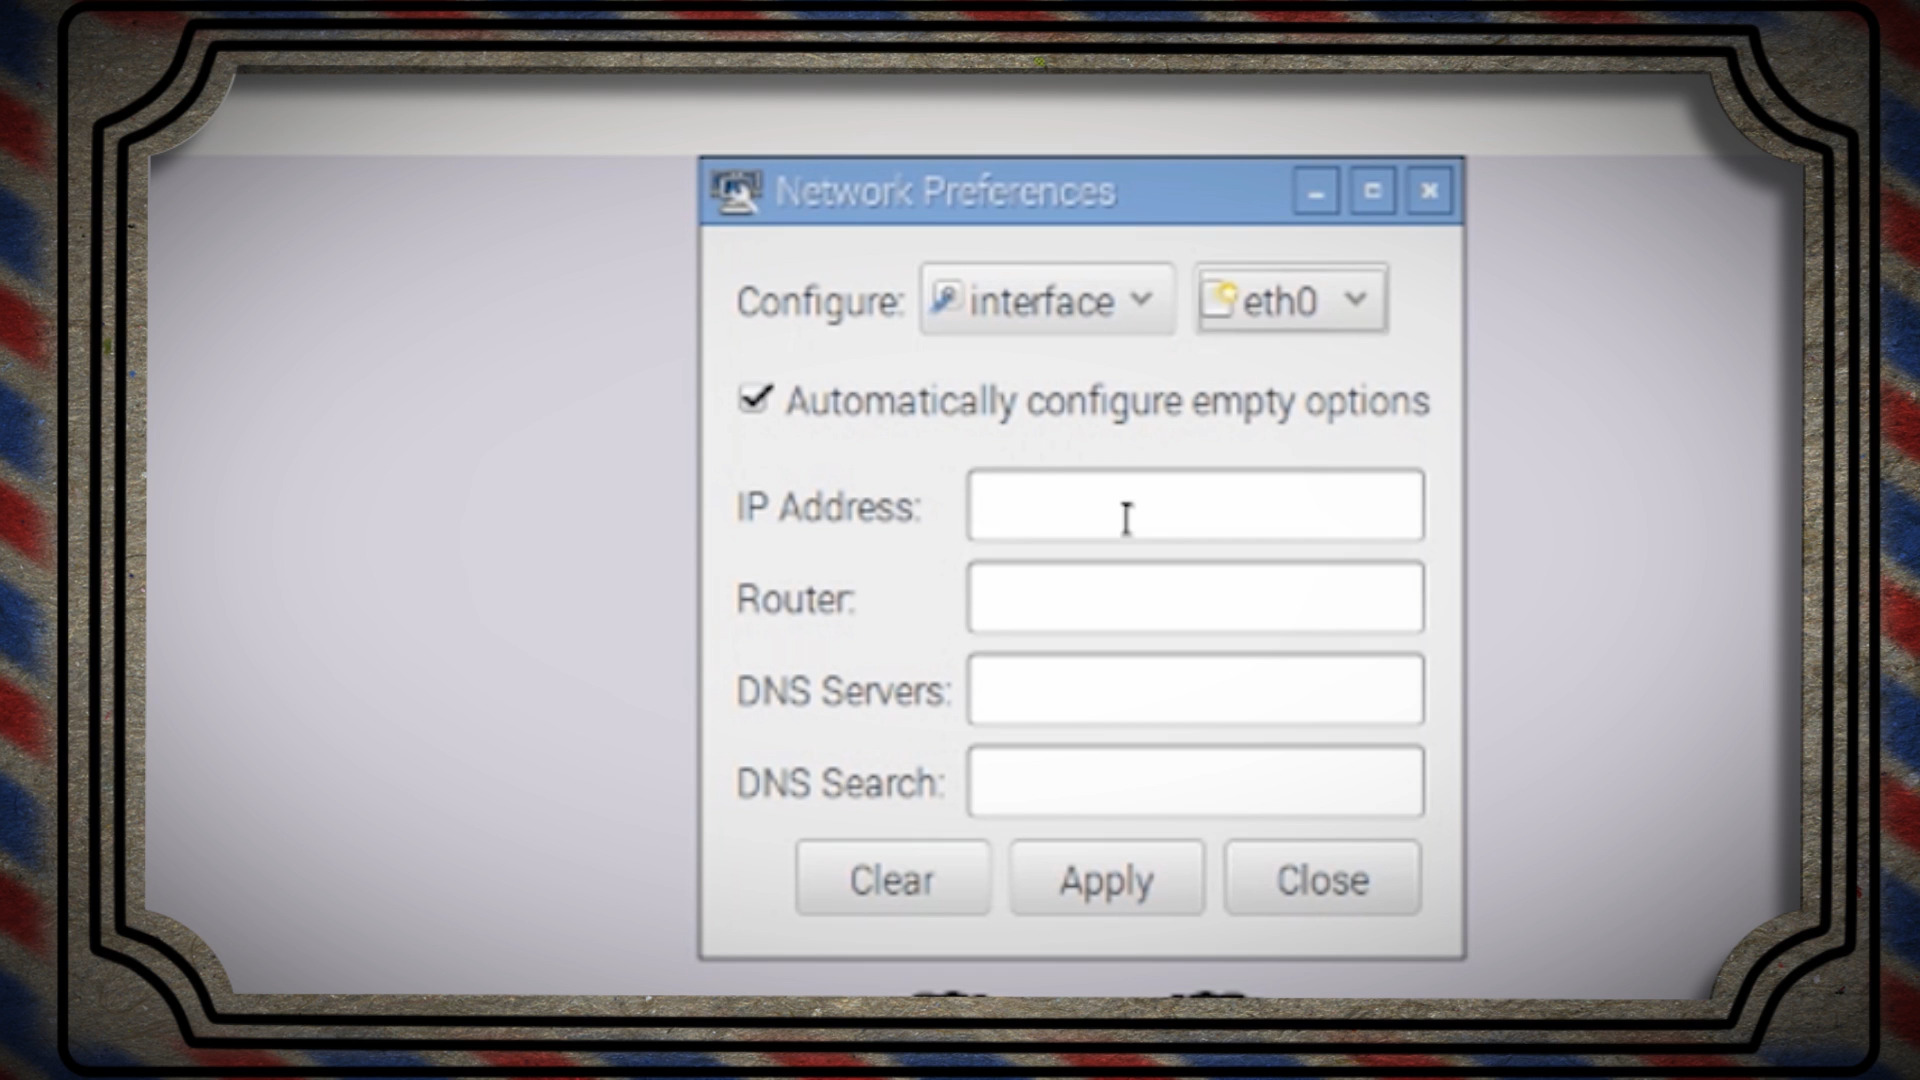 Network Preferences
Configure: interface eth0
Automatically configure empty options
IP Address:
Router:
DNS Servers:
DNS Search:
Clear Apply Close